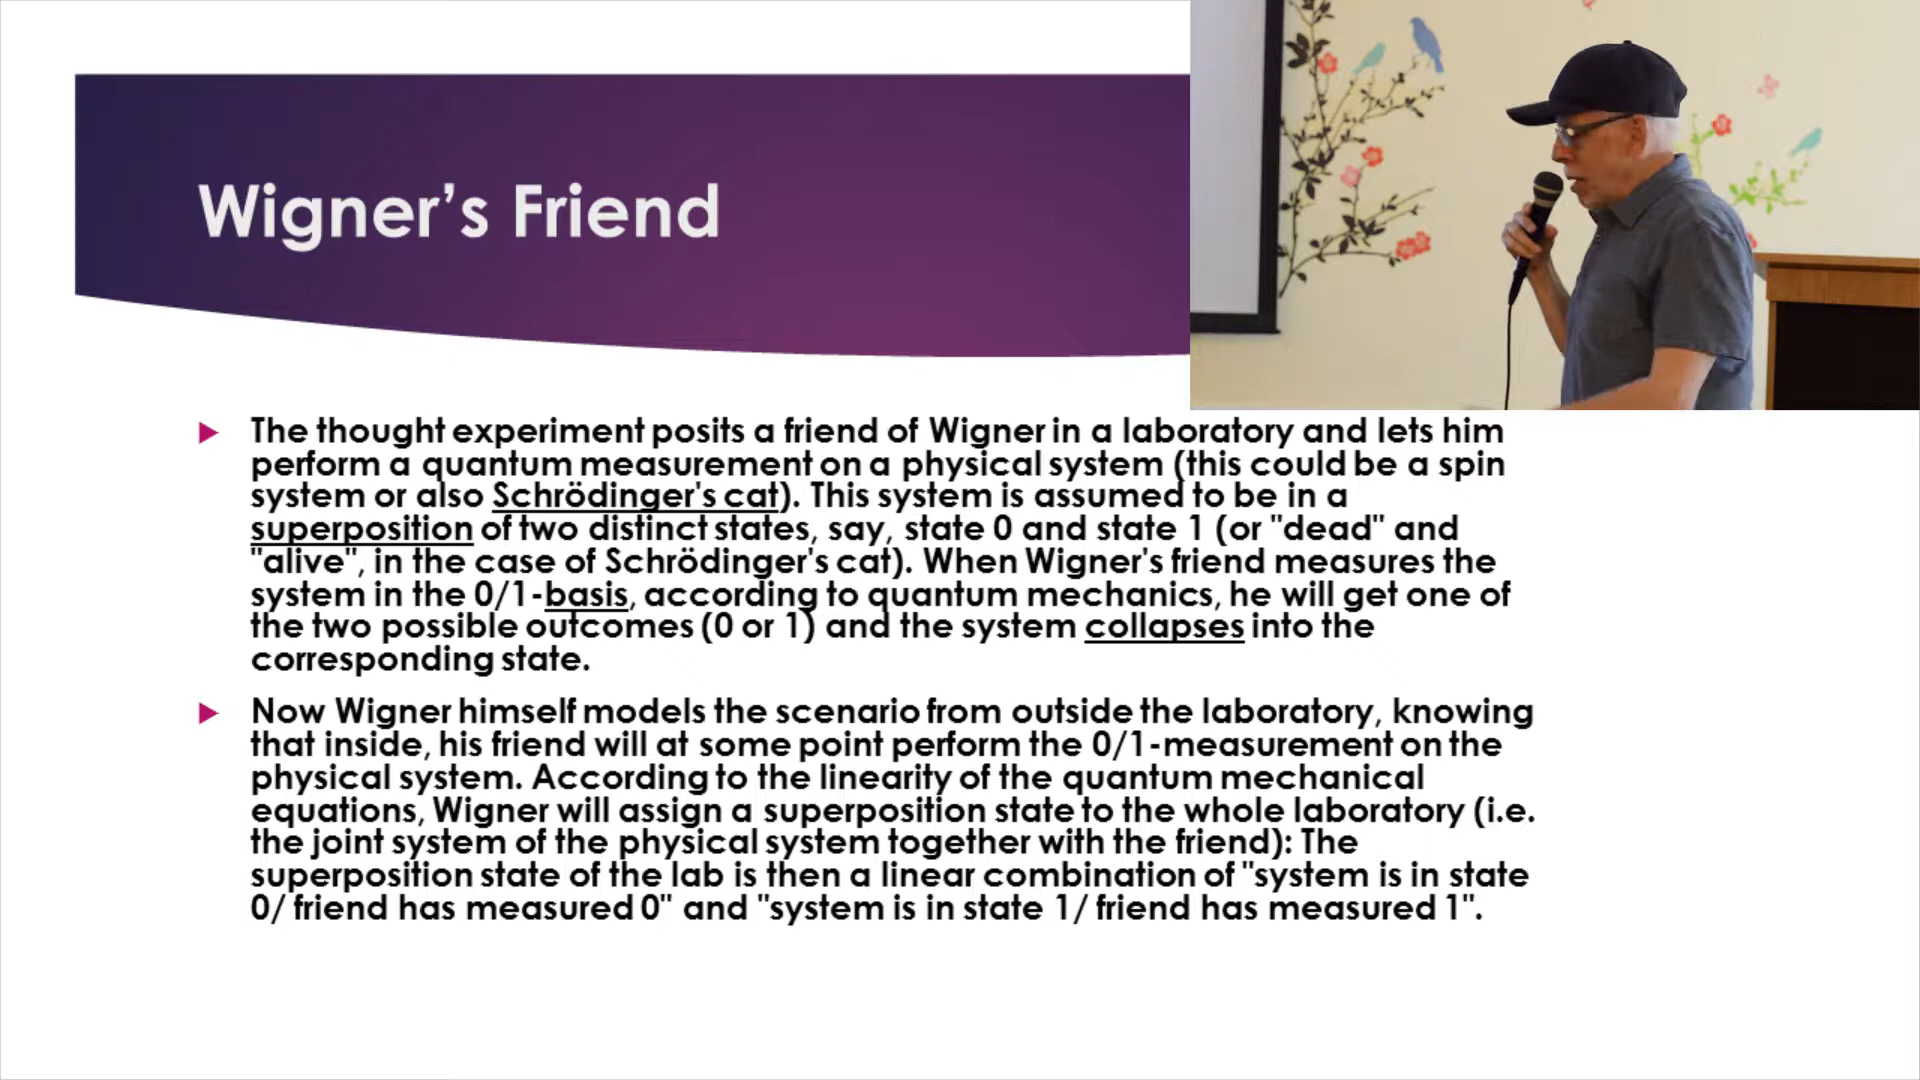 Wigner’s Friend
The thought experiment posits a friend of Wigner in a laboratory and lets him
perform a quantum measurement on a physical system (this could be a spin
system or also Schrödinger's cat). This system is assumed to be in a
superposition of two distinct states, say, state 0 and state 1 (or "dead" and
"alive", in the case of Schrödinger's cat). When Wigner's friend measures the
system in the 0/1-basis, according to quantum mechanics, he will get one of
the two possible outcomes (0 or 1) and the system collapses into the
corresponding state.
Now Wigner himself models the scenario from outside the laboratory, knowing
that inside, his friend will at some point perform the 0/1-measurement on the
physical system. According to the linearity of the quantum mechanical
equations, Wigner will assign a superposition state to the whole laboratory (i.e.
the joint system of the physical system together with the friend): The
superposition state of the lab is then a linear combination of "system is in state
0/ friend has measured 0" and "system is in state 1/ friend has measured 1".